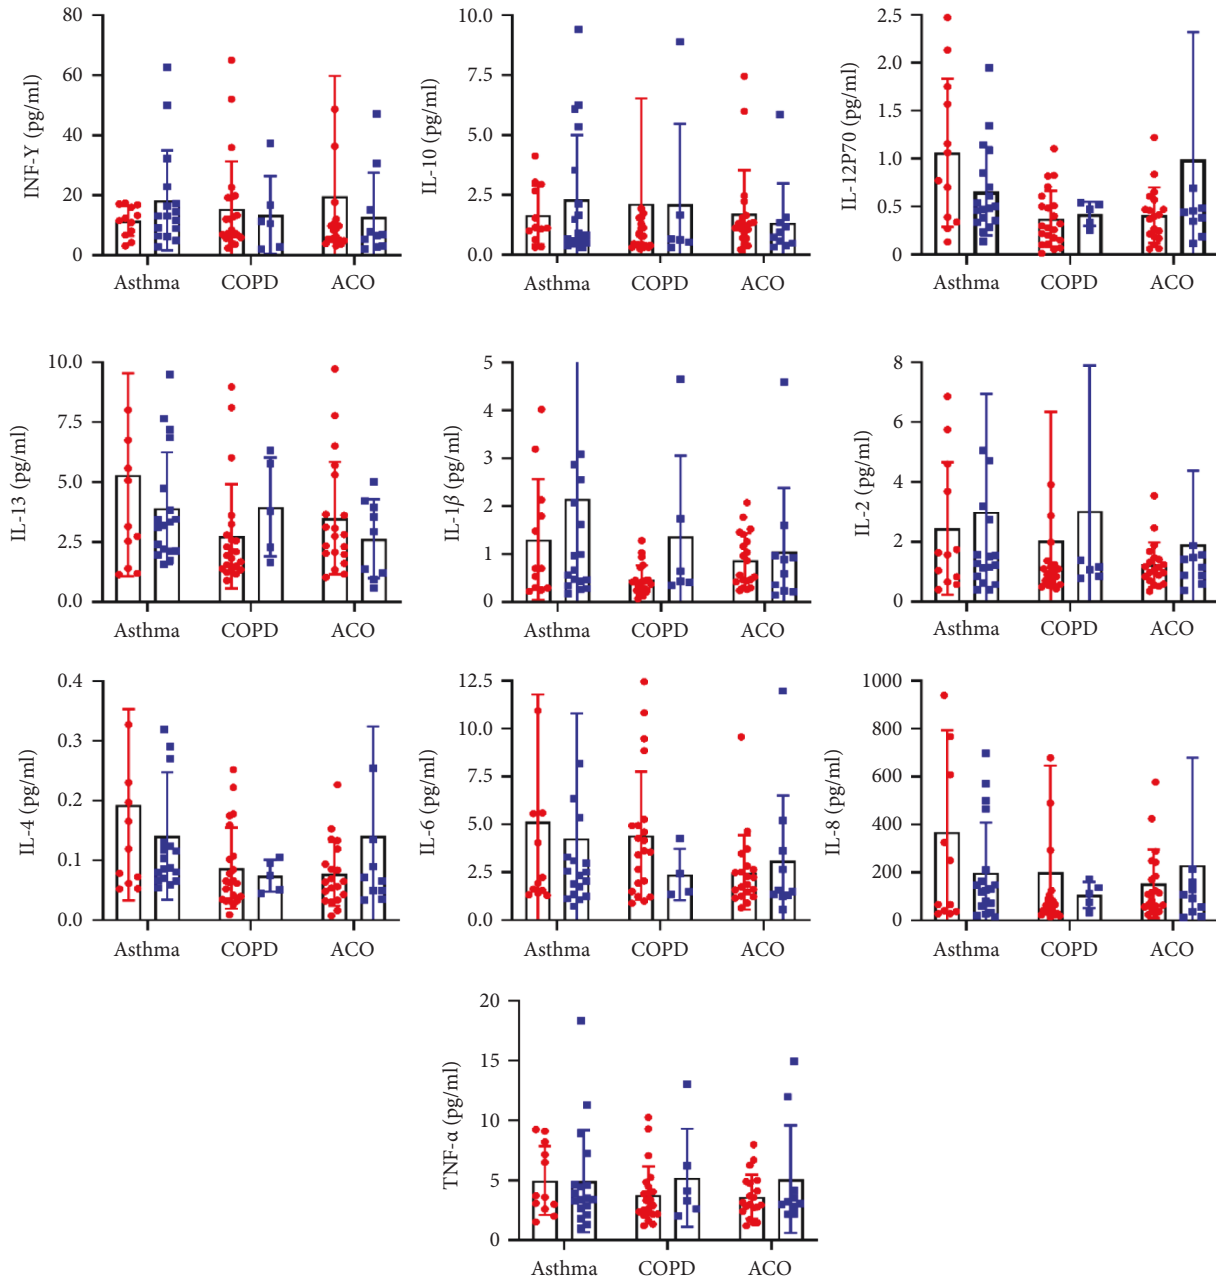 INF-Y (pg/ml)
80
60
40
20
0
Asthma COPD ACO
IL-10 (pg/ml)
10.0
7.5
5.0
2.5
0.0
Asthma COPD ACO
IL-12P70 (pg/ml)
2.5
2.0
1.5
1.0
0.5
0
Asthma COPD ACO
IL-13 (pg/ml)
10.0
7.5
5.0
2.5
0.0
Asthma COPD ACO
IL-1β (pg/ml)
5
4
3
2
1
0
Asthma COPD ACO
IL-2 (pg/ml)
8
6
4
2
0
Asthma COPD ACO
IL-4 (pg/ml)
0.4
0.3
0.2
0.1
0.0
Asthma COPD ACO
IL-6 (pg/ml)
12.5
10.0
7.5
5.0
2.5
0.0
Asthma COPD ACO
IL-8 (pg/ml)
1000
800
600
400
200
0
Asthma COPD ACO
TNF-α (pg/ml)
20
15
10
5
0
Asthma COPD ACO